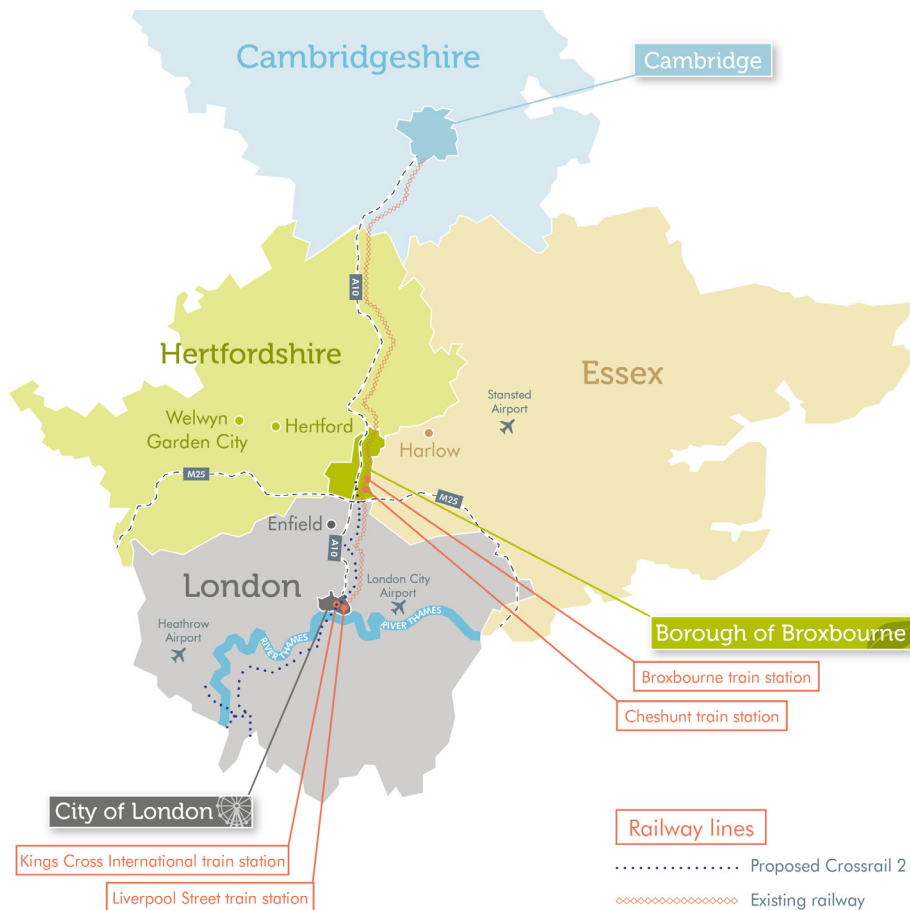 Cambridgeshire
Cambridge
A10
Hertfordshire
Essex
Stansted
Airport
Welwyn
Garden City
Hertford
Harlow
M25
M25
Enfield
A10
London
London City
Airport
Heathrow
Airport
RIVER THAMES
RIVER THAMES
Borough of Broxbourne
Broxbourne train station
Cheshunt train station
City of London
Kings Cross International train station
Liverpool Street train station
Railway lines
Proposed Crossrail 2
Existing railway